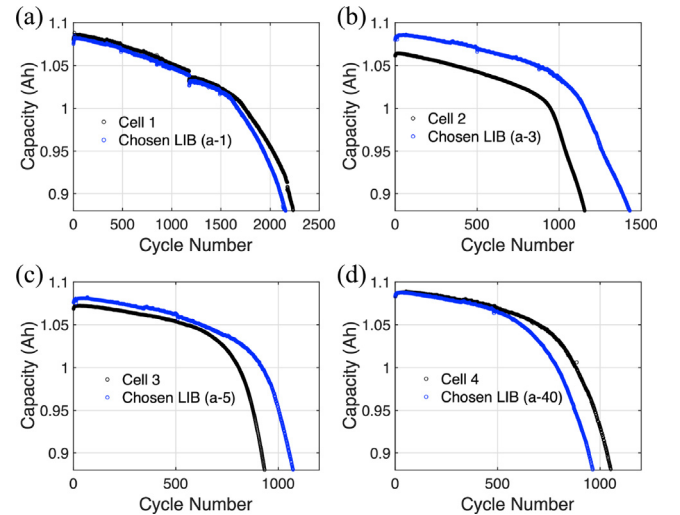 (a)
1.1
1.05
1
0.95
0.9
Capacity (Ah)
Cell 1
Chosen LIB (a-1)
0 500 1000 1500 2000 2500
Cycle Number
(b)
1.1
1.05
1
0.95
0.9
Capacity (Ah)
Cell 2
Chosen LIB (a-3)
0 500 1000 1500
Cycle Number
(c)
1.1
1.05
1
0.95
0.9
Capacity (Ah)
Cell 3
Chosen LIB (a-5)
0 500 1000
Cycle Number
(d)
1.1
1.05
1
0.95
0.9
Capacity (Ah)
Cell 4
Chosen LIB (a-40)
0 500 1000
Cycle Number